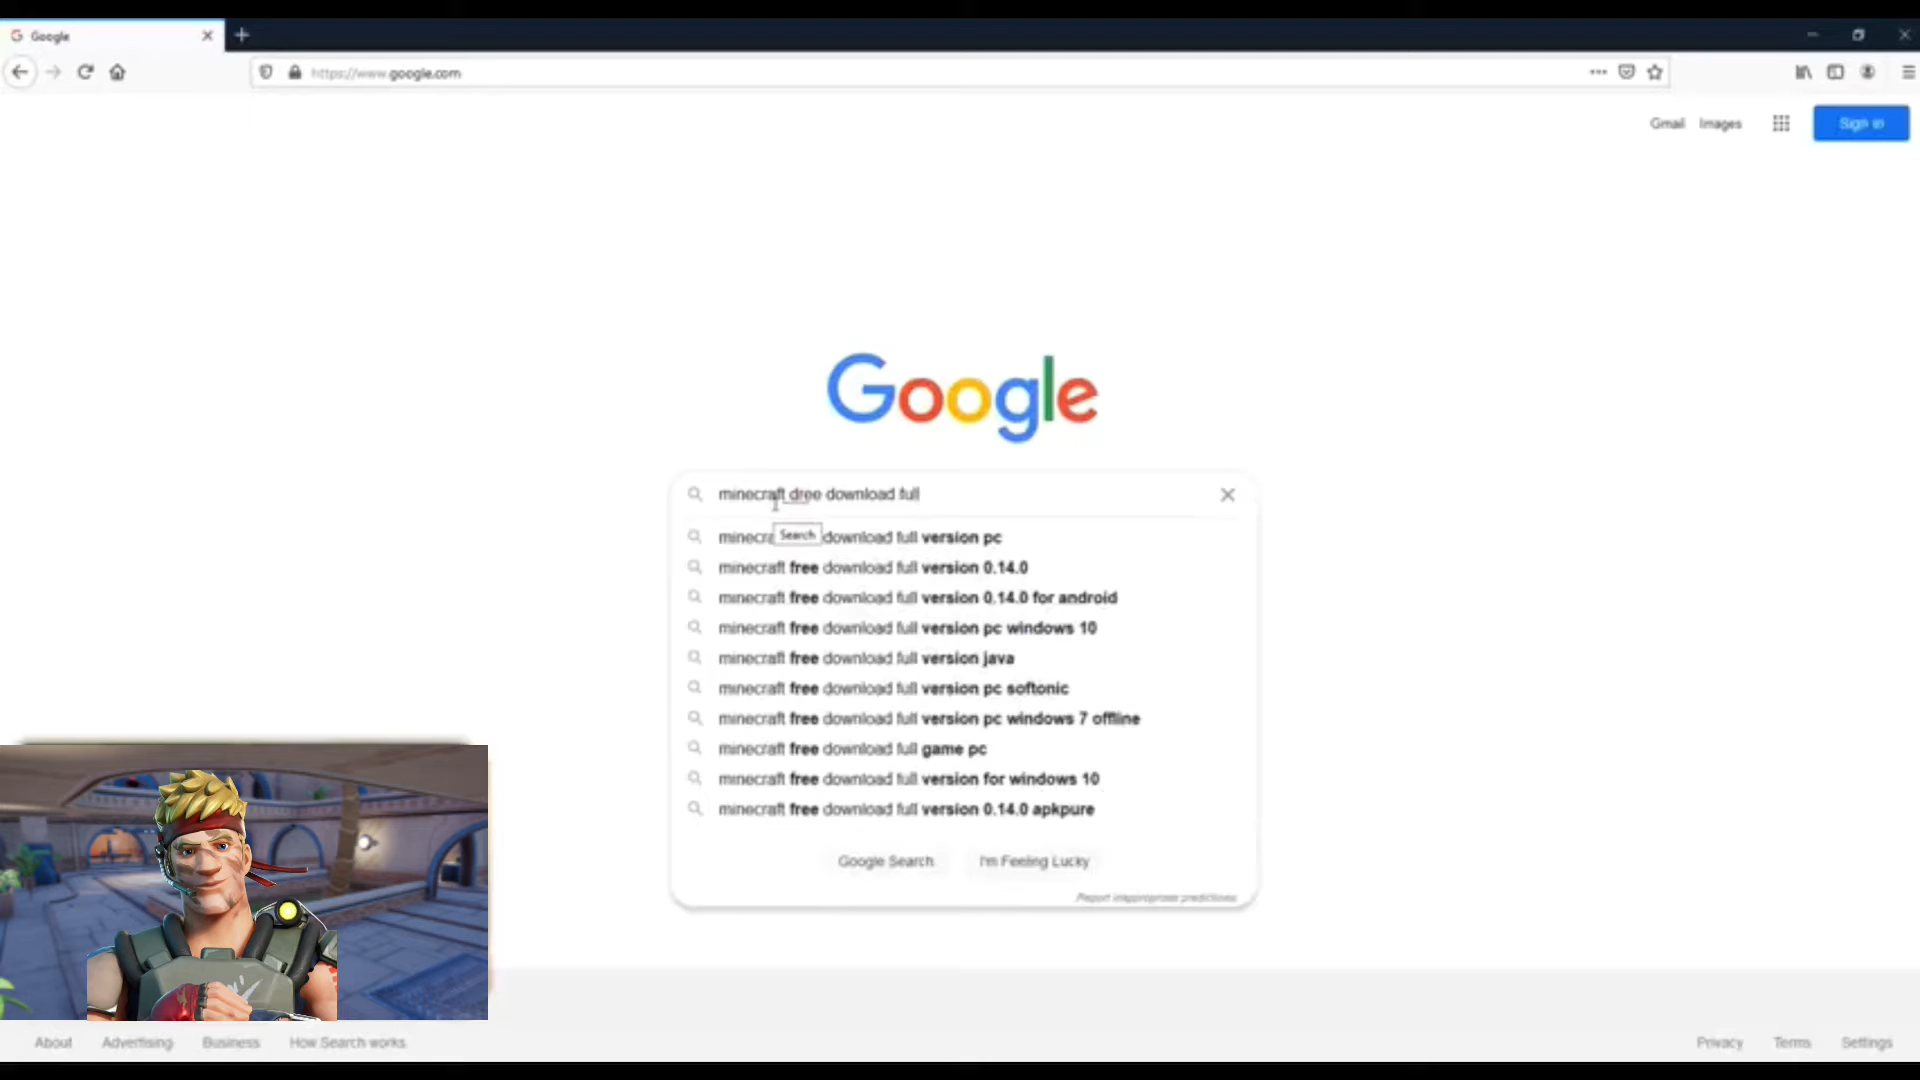 Google
https://www.google.com
Gmail Images Sign in
Google
minecraft dree download full
Search
minecra download full version pc
minecraft free download full version 0.14.0
minecraft free download full version 0.14.0 for android
minecraft free download full version pc windows 10
minecraft free download full version java
minecraft free download full version pc softonic
minecraft free download full version pc windows 7 offline
minecraft free download full game pc
minecraft free download full version for windows 10
minecraft free download full version 0.14.0 apkpure
Google Search I'm Feeling Lucky
Report inappropriate predictions
About Advertising Business How Search works Privacy Terms Settings